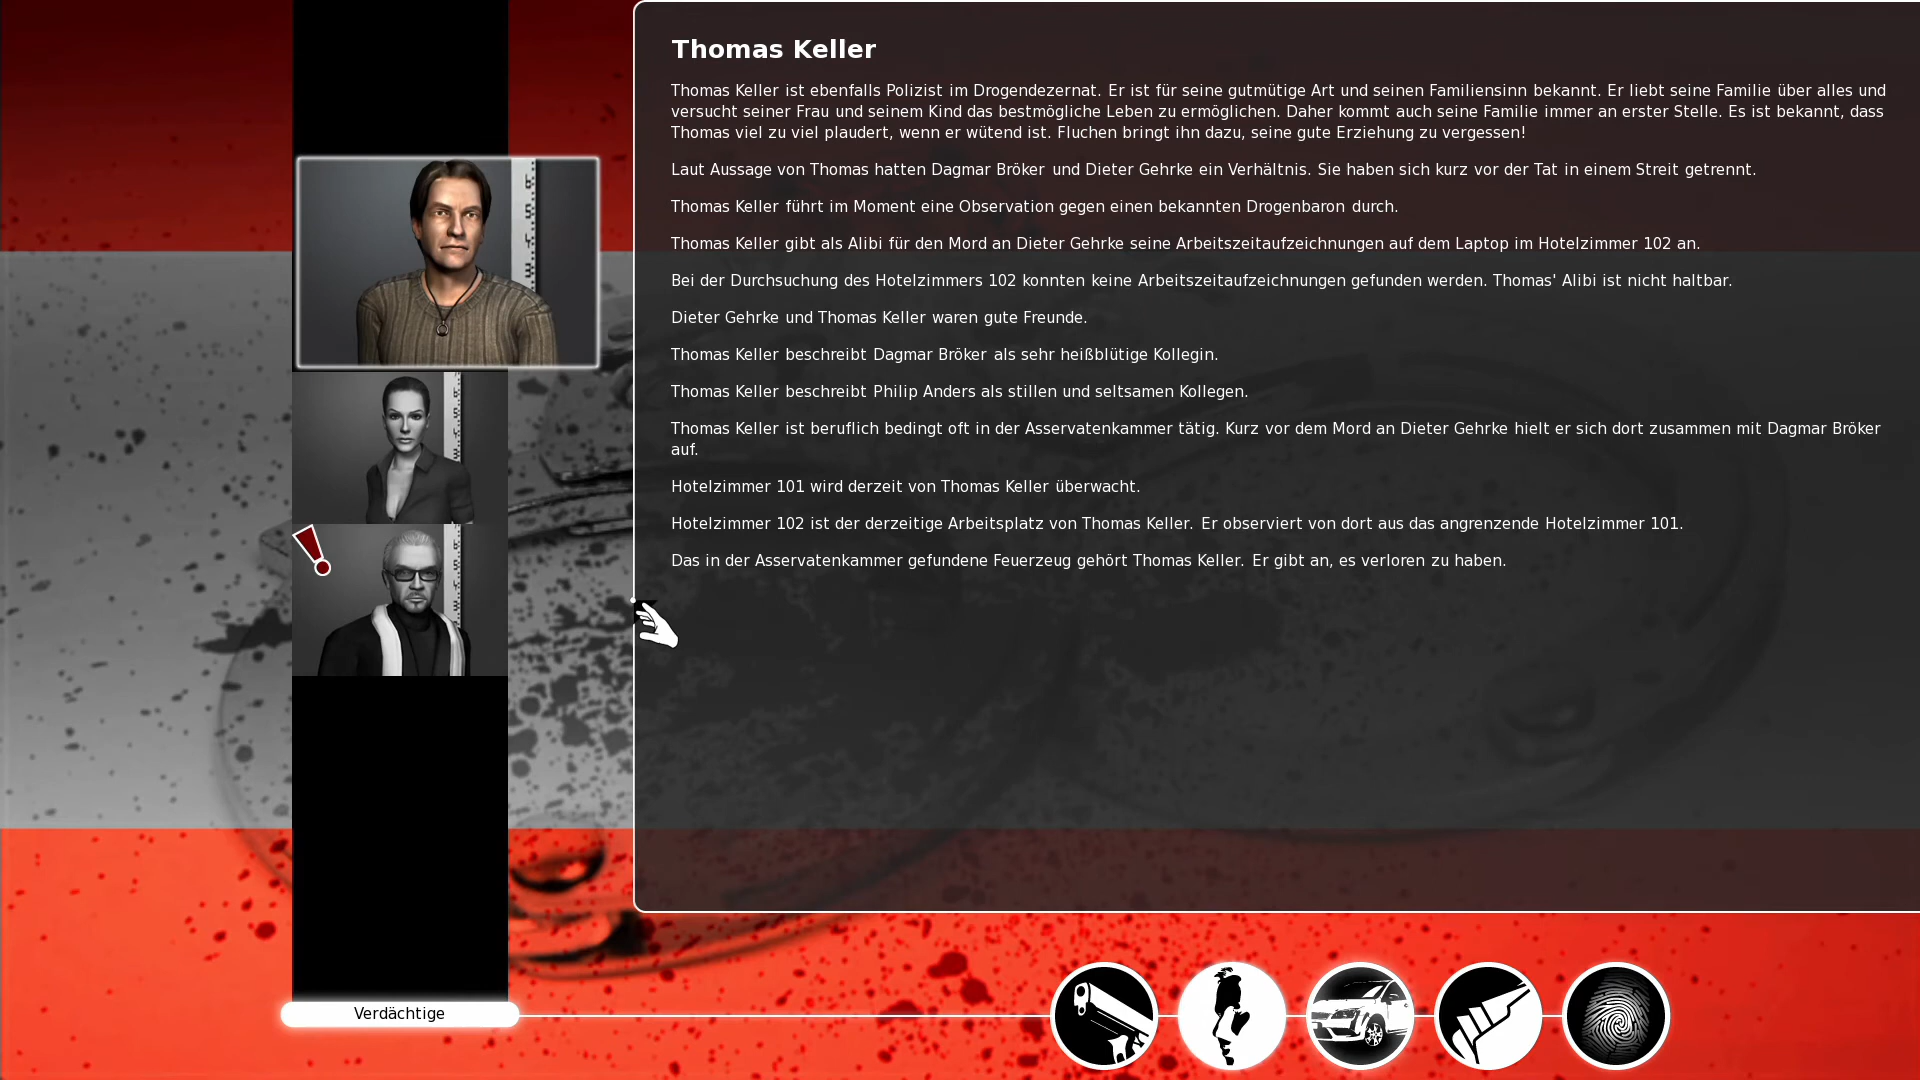 Thomas Keller
Thomas Keller ist ebenfalls Polizist im Drogendezernat. Er ist für seine gutmütige Art und seinen Familiensinn bekannt. Er liebt seine Familie über alles und
versucht seiner Frau und seinem Kind das bestmögliche Leben zu ermöglichen. Daher kommt auch seine Familie immer an erster Stelle. Es ist bekannt, dass
Thomas viel zu viel plaudert, wenn er wütend ist. Fluchen bringt ihn dazu, seine gute Erziehung zu vergessen!
Laut Aussage von Thomas hatten Dagmar Bröker und Dieter Gehrke ein Verhältnis. Sie haben sich kurz vor der Tat in einem Streit getrennt.
Thomas Keller führt im Moment eine Observation gegen einen bekannten Drogenbaron durch.
Thomas Keller gibt als Alibi für den Mord an Dieter Gehrke seine Arbeitszeitaufzeichnungen auf dem Laptop im Hotelzimmer 102 an.
Bei der Durchsuchung des Hotelzimmers 102 konnten keine Arbeitszeitaufzeichnungen gefunden werden. Thomas' Alibi ist nicht haltbar.
Dieter Gehrke und Thomas Keller waren gute Freunde.
Thomas Keller beschreibt Dagmar Bröker als sehr heißblütige Kollegin.
Thomas Keller beschreibt Philip Anders als stillen und seltsamen Kollegen.
Thomas Keller ist beruflich bedingt oft in der Asservatenkammer tätig. Kurz vor dem Mord an Dieter Gehrke hielt er sich dort zusammen mit Dagmar Bröker
auf.
Hotelzimmer 101 wird derzeit von Thomas Keller überwacht.
Hotelzimmer 102 ist der derzeitige Arbeitsplatz von Thomas Keller. Er observiert von dort aus das angrenzende Hotelzimmer 101.
Das in der Asservatenkammer gefundene Feuerzeug gehört Thomas Keller. Er gibt an, es verloren zu haben.
Verdächtige